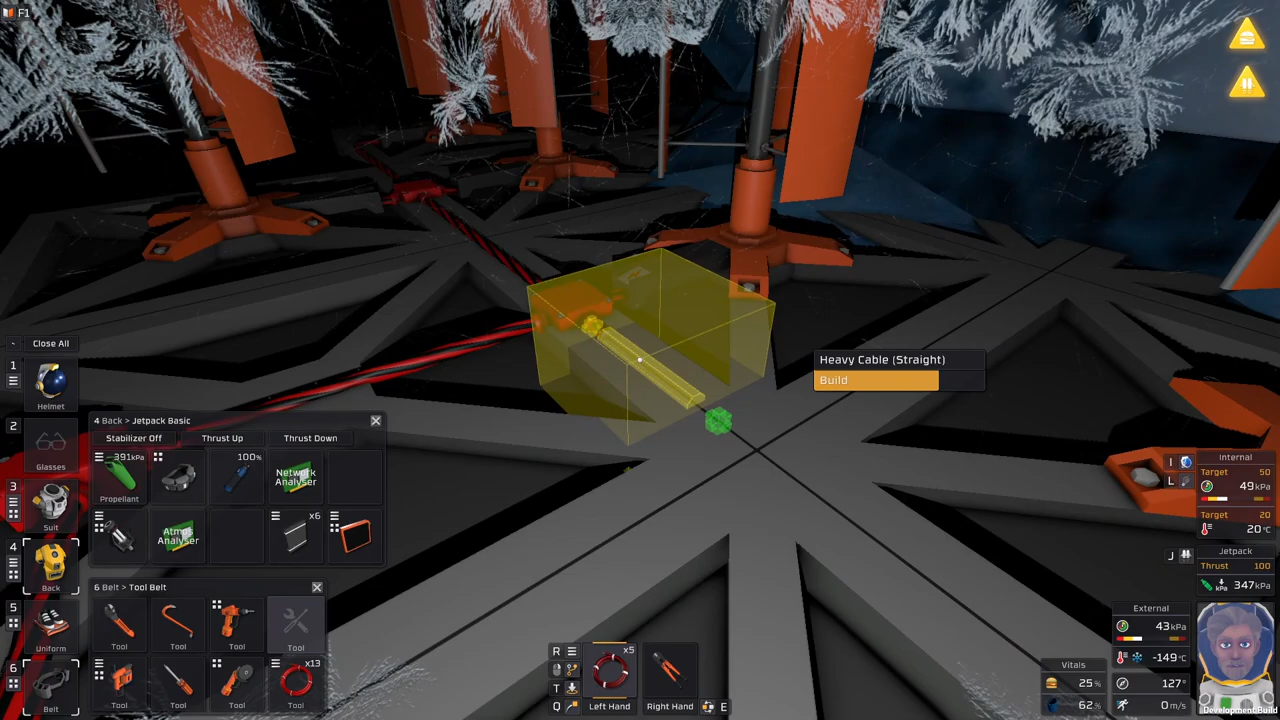 F1
Heavy Cable (Straight)
Build
Close All
1
Helmet
2
Glasses
3
Suit
4
Back
5
Uniform
6
Belt
4 Back > Jetpack Basic
Stabilizer Off
Thrust Up
Thrust Down
391kPa
Propellant
100%
Network
Analyser
Atmos
Analyser
x6
6 Belt > Tool Belt
Tool
Tool
Tool
Tool
Tool
Tool
Tool
x13
Tool
R
T
Q
x5
Left Hand
Right Hand
E
I
L
Internal
Target 50
49kPa
Target 20
20°C
J
Jetpack
Thrust 100
kPa
347kPa
External
43kPa
-149°C
127°
0m/s
Vitals
25%
62%
Development Build